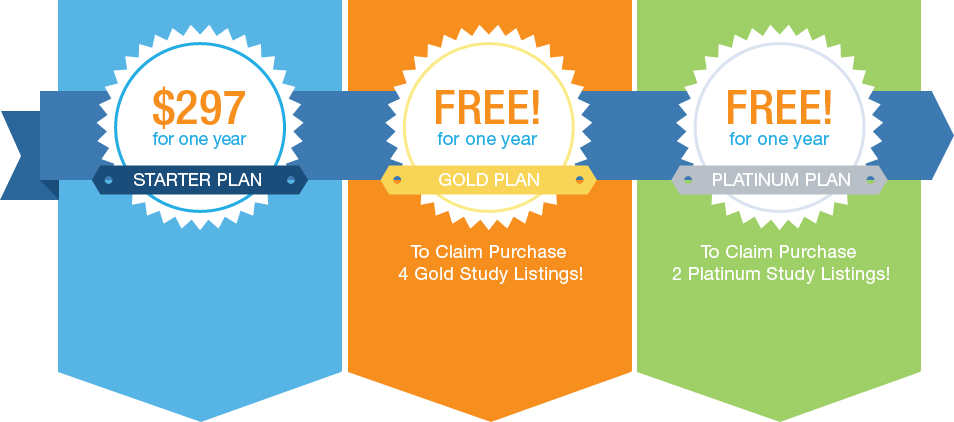 $297
for one year
STARTER PLAN
FREE!
for one year
GOLD PLAN
To Claim Purchase
4 Gold Study Listings!
FREE!
for one year
PLATINUM PLAN
To Claim Purchase
2 Platinum Study Listings!